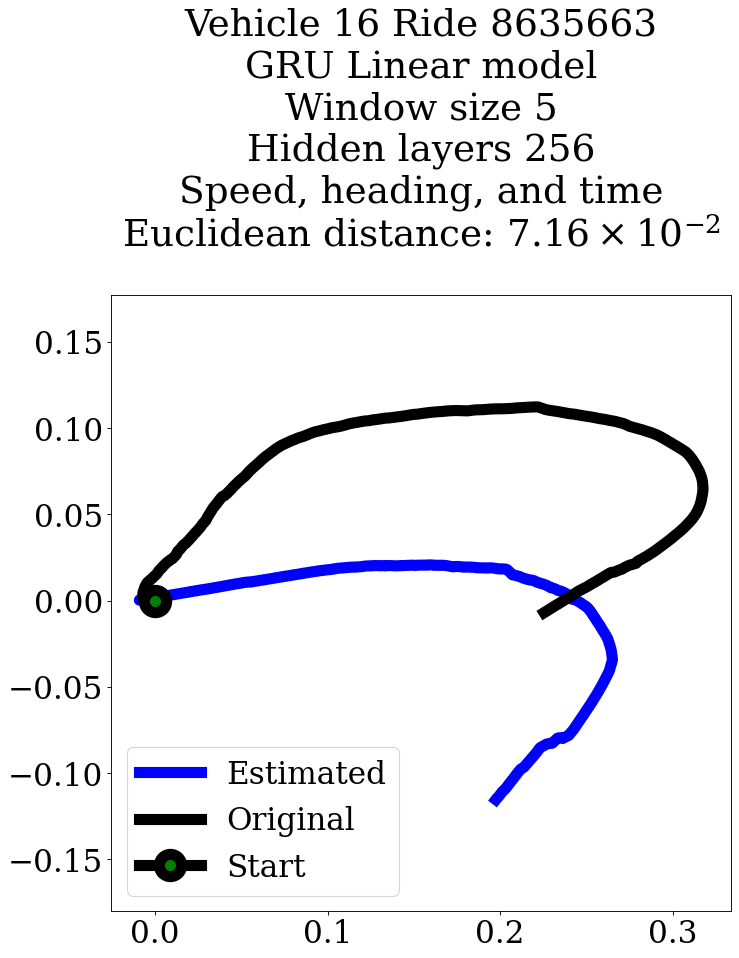 Vehicle 16 Ride 8635663
GRU Linear model
Window size 5
Hidden layers 256
Speed, heading, and time
Euclidean distance: 7.16 × 10⁻²
0.15
0.10
0.05
0.00
−0.05
−0.10
−0.15
Estimated
Original
Start
0.0 0.1 0.2 0.3